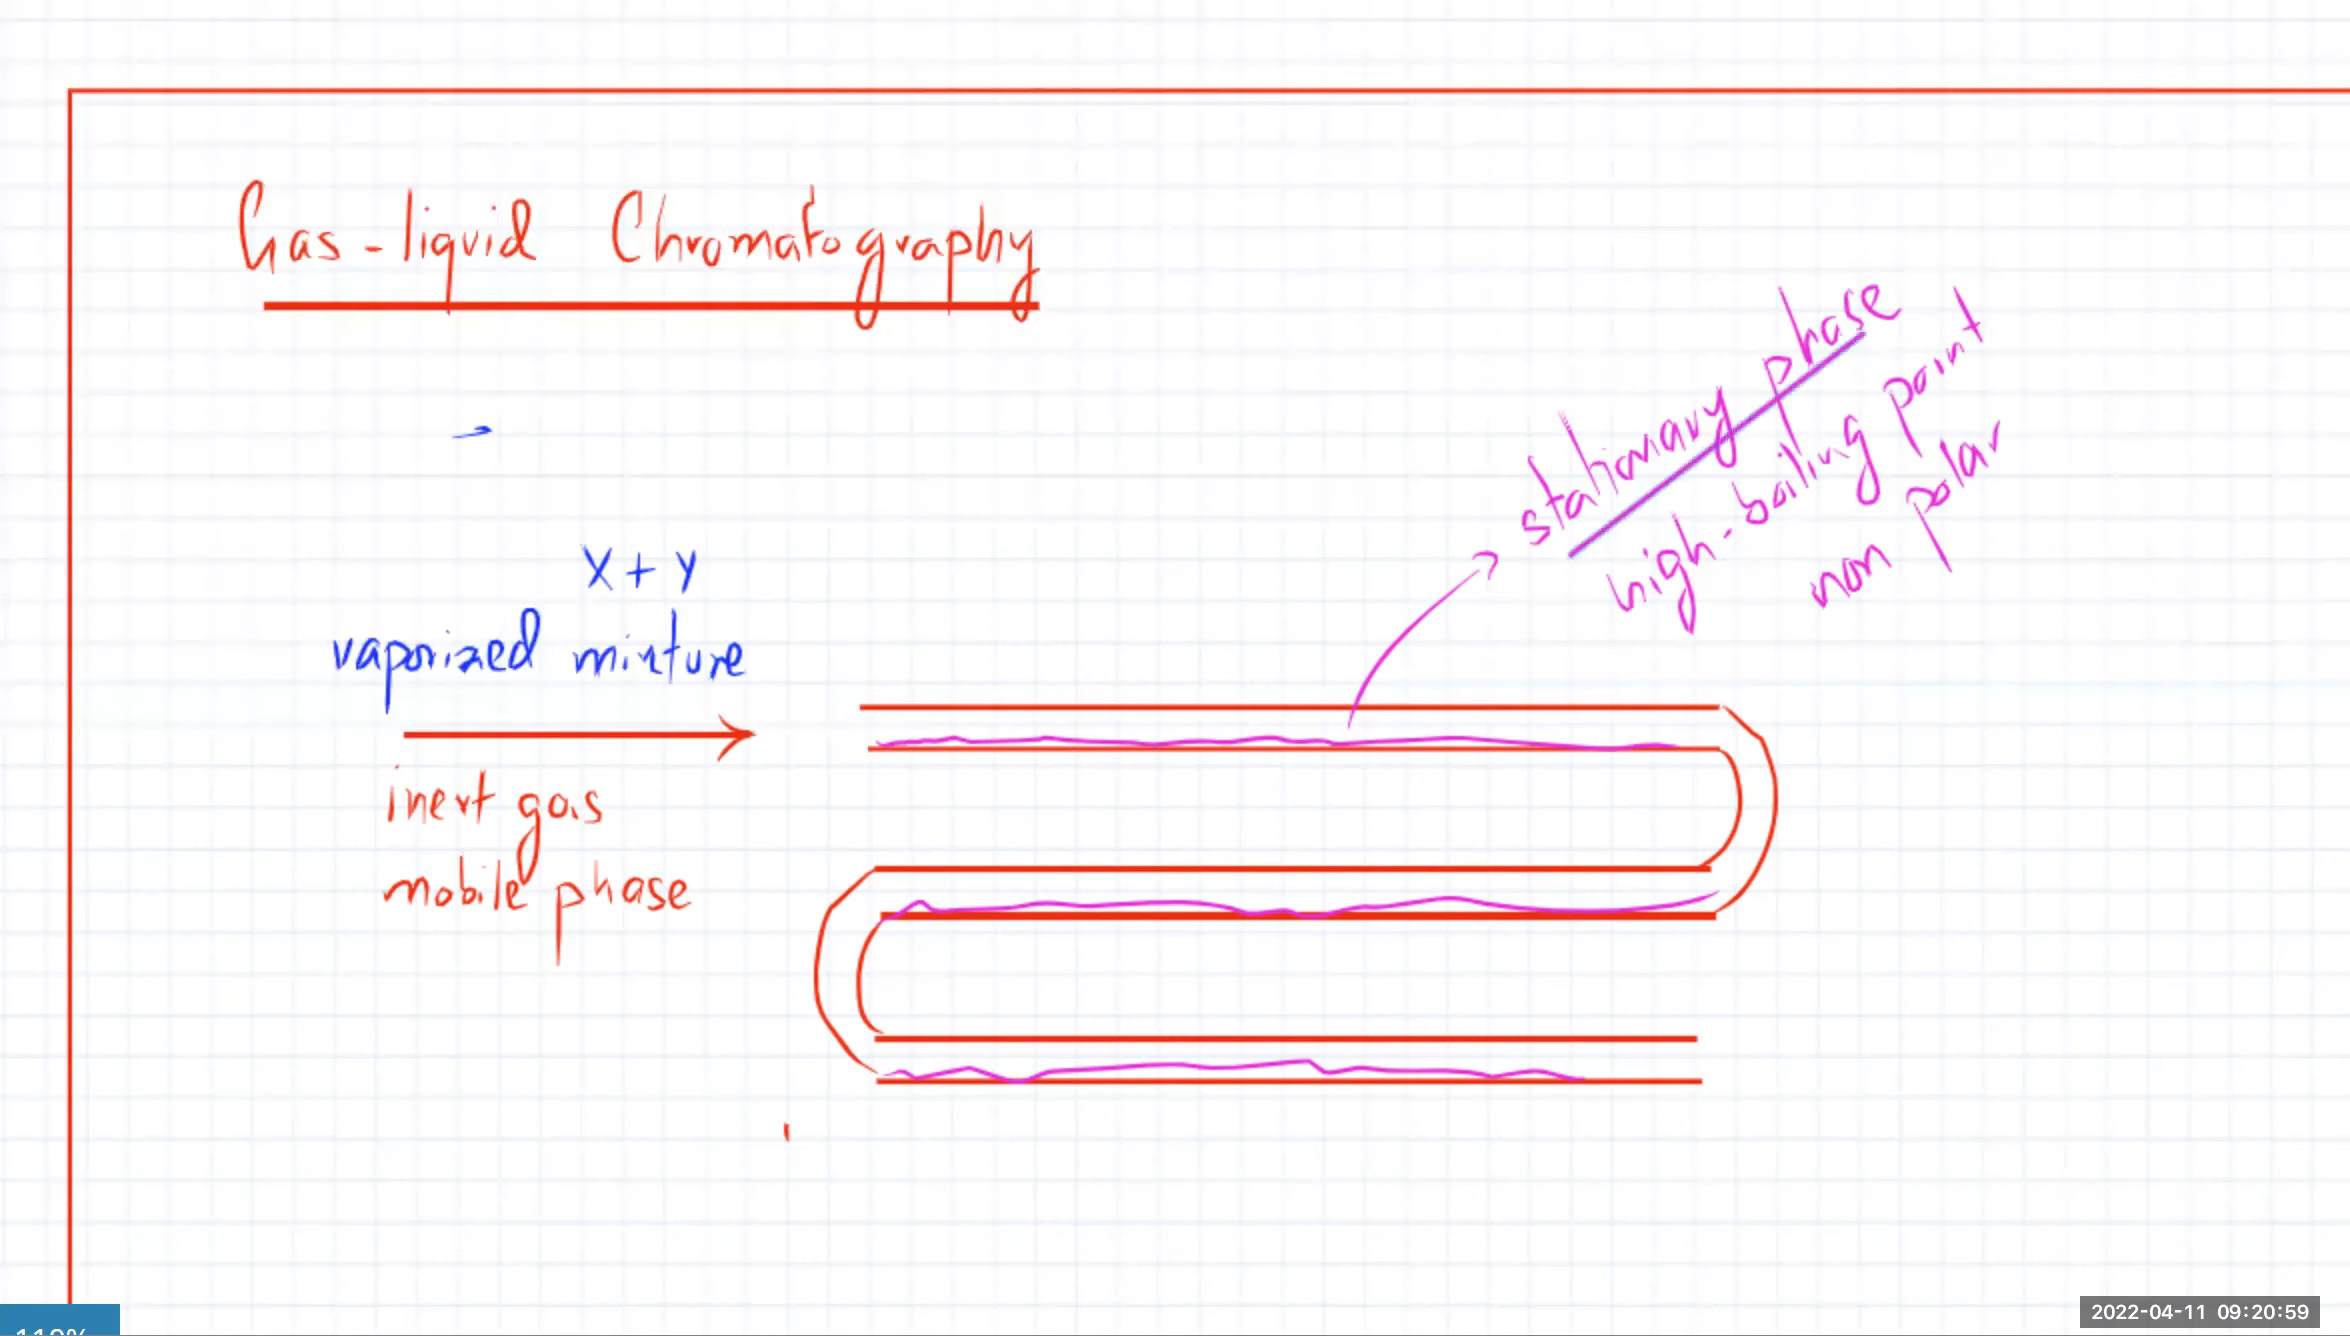 Gas-liquid Chromatography
stationary phase
high-boiling point
non polar
X + Y
vaporized mixture
inert gas
mobile phase
2022-04-11 09:20:59